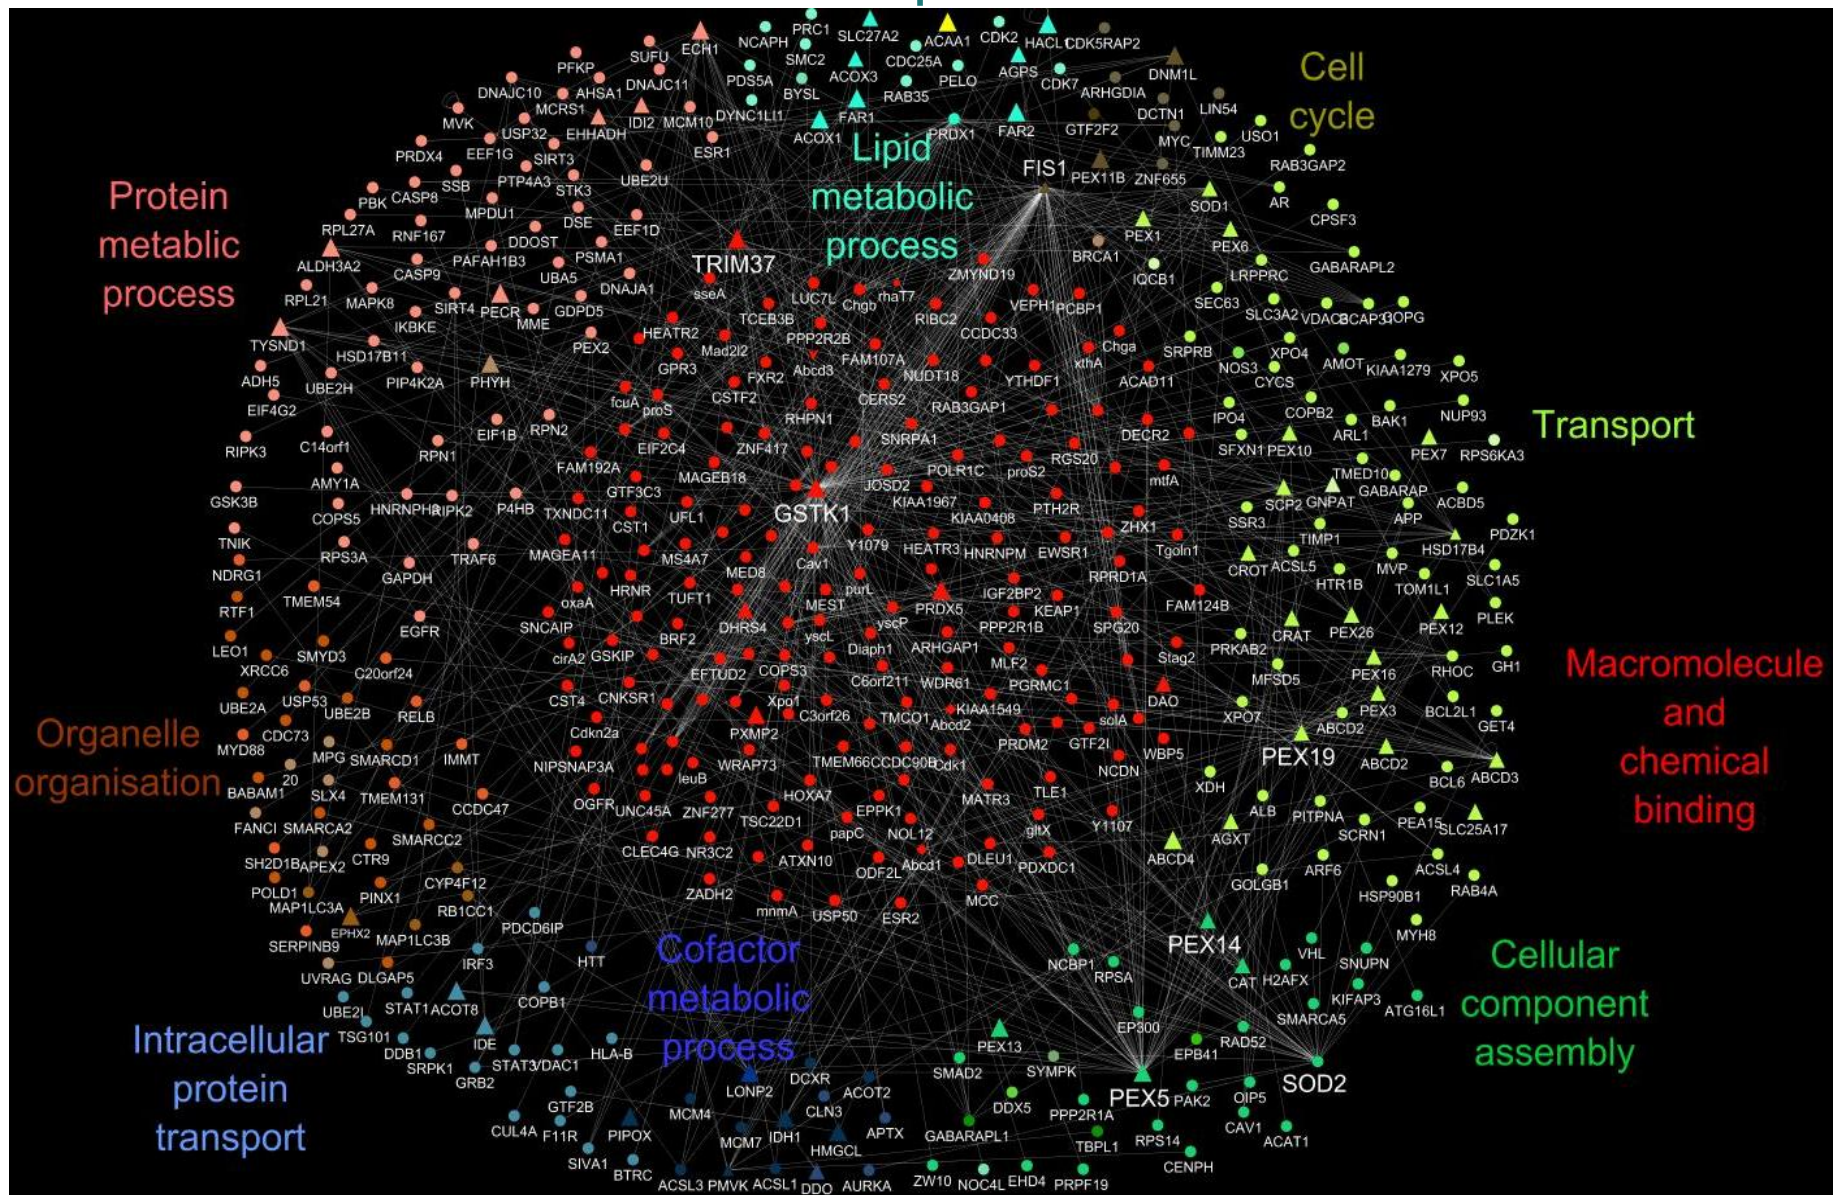 PRC1
SLC27A2
ACAA1
CDK2
HACL1
CDK5RAP2
NCAPH
SUFU
ECH1
SMC2
CDC25A
PFKP
DNAJC11
PDS5A
ACOX3
PELO
AGPS
CDK7
DNM1L
Cell
cycle
DNAJC10
AHSA1
BYSL
RAB35
ARHGDIA
MCRS1
IDI2
MCM10
DYNC1LI1
FAR1
DCTN1
LIN54
MVK
USP32
EHHADH
ACOX1
PRDX1
FAR2
GTF2F2
MYC
USO1
PRDX4
EEF1G
SIRT3
ESR1
Lipid
metabolic
process
FIS1
TIMM23
RAB3GAP2
SSB
PTP4A3
STK3
UBE2U
PEX11B
ZNF655
Protein
metablic
process
PBK
CASP8
MPDU1
DSE
SOD1
AR
CPSF3
RPL27A
RNF167
DDOST
EEF1D
PEX1
PEX6
ALDH3A2
PAFAH1B3
PSMA1
TRIM37
BRCA1
GABARAPL2
CASP9
UBA5
DNAJA1
ZMYND19
IQCB1
LRPPRC
RPL21
MAPK8
SIRT4
PECR
GDPD5
sseA
LUC7L
Chgb
rhaT7
VEPH1
PCBP1
SEC63
SLC3A2
VDAC3
BCAP31
COPG
IKBKE
MME
TCEB3B
RIBC2
TYSND1
PEX2
HEATR2
PPP2R2B
CCDC33
Chga
SRPRB
XPO4
HSD17B11
Mad2l2
FAM107A
xthA
NOS3
AMOT
KIAA1279
XPO5
ADH5
UBE2H
PIP4K2A
PHYH
GPR3
FXR2
Abcd3
NUDT18
YTHDF1
ACAD11
CYCS
EIF4G2
fcuA
proS
CSTF2
RHPN1
CERS2
RAB3GAP1
IPO4
COPB2
BAK1
NUP93
RIPK3
C14orf1
RPN1
EIF1B
RPN2
EIF2C4
ZNF417
SNRPA1
DECR2
SFXN1
PEX10
ARL1
PEX7
RPS6KA3
Transport
AMY1A
FAM192A
MAGEB18
POLR1C
proS2
RGS20
TMED10
GSK3B
GTF3C3
JOSD2
mtfA
SCP2
GNPAT
GABARAP
ACBD5
COPS5
RIPK2
P4HB
TXNDC11
CST1
UFL1
GSTK1
KIAA1967
KIAA0408
PTH2R
ZHX1
SSR3
APP
PDZK1
TNIK
RPS3A
TRAF6
MAGEA11
MS4A7
Y1079
HEATR3
HNRNPM
EWSR1
Tgoln1
TIMP1
HSD17B4
NDRG1
GAPDH
MED8
Cav1
RPRD1A
CROT
ACSL5
MVP
SLC1A5
RTF1
TMEM54
oxaA
HRNR
TUFT1
MEST
purL
PRDX5
IGF2BP2
KEAP1
FAM124B
HTR1B
TOM1L1
EGFR
SNCAIP
BRF2
DHRS4
yscL
yscP
PPP2R1B
SPG20
CRAT
PEX26
PEX12
PLEK
LEO1
SMYD3
cirA2
GSKIP
Diaph1
ARHGAP1
MLF2
Stag2
PRKAB2
XRCC6
C20orf24
EFTUD2
COPS3
C6orf211
WDR61
PGRMC1
MFSD5
PEX16
RHOC
GH1
Macromolecule
and
chemical
binding
UBE2A
USP53
UBE2B
RELB
CST4
CNKSR1
Xpo1
C3orf26
TMCO1
Abcd2
KIAA1549
solA
DAO
XPO7
ABCD2
PEX3
BCL2L1
GET4
Organelle
organisation
MYD88
CDC73
MPG
SMARCD1
IMMT
Cdkn2a
PXMP2
PRDM2
GTF2I
WBP5
PEX19
ABCD2
BCL6
ABCD3
20
NIPSNAP3A
WRAP73
TMEM66
CCDC90B
Cdk1
NCDN
BABAM1
SLX4
TMEM131
CCDC47
OGFR
UNC45A
leuB
ZNF277
HOXA7
EPPK1
MATR3
TLE1
XDH
ALB
PITPNA
PEA15
SLC25A17
FANCI
SMARCA2
SMARCC2
TSC22D1
papC
NOL12
gltX
Y1107
AGXT
SCRN1
SH2D1B
APEX2
CTR9
CLEC4G
NR3C2
ATXN10
ODF2L
Abcd1
DLEU1
PDXDC1
ABCD4
ARF6
ACSL4
POLD1
MAP1LC3A
PINX1
CYP4F12
RB1CC1
ZADH2
mnmA
USP50
ESR2
MCC
GOLGB1
HSP90B1
RAB4A
EPHX2
MAP1LC3B
PDCD6IP
SERPINB9
MYH8
UVRAG
DLGAP5
IRF3
HTT
Cofactor
metabolic
process
NCBP1
RPSA
PEX14
VHL
SNUPN
Cellular
component
assembly
CAT
H2AFX
KIFAP3
UBE2I
STAT1
ACOT8
COPB1
SMARCA5
ATG16L1
Intracellular
protein
transport
TSG101
IDE
HLA-B
EP300
RAD52
DDB1
SRPK1
GRB2
STAT3
VDAC1
PEX13
EPB41
LONP2
DCXR
ACOT2
SMAD2
SYMPK
PEX5
SOD2
GTF2B
MCM4
CLN3
DDX5
PPP2R1A
PAK2
OIP5
CUL4A
F11R
PIPOX
MCM7
IDH1
HMGCL
APTX
GABARAPL1
TBPL1
RPS14
CAV1
ACAT1
SIVA1
BTRC
ACSL3
PMVK
ACSL1
DDO
AURKA
ZW10
NOC4L
EHD4
PRPF19
CENPH